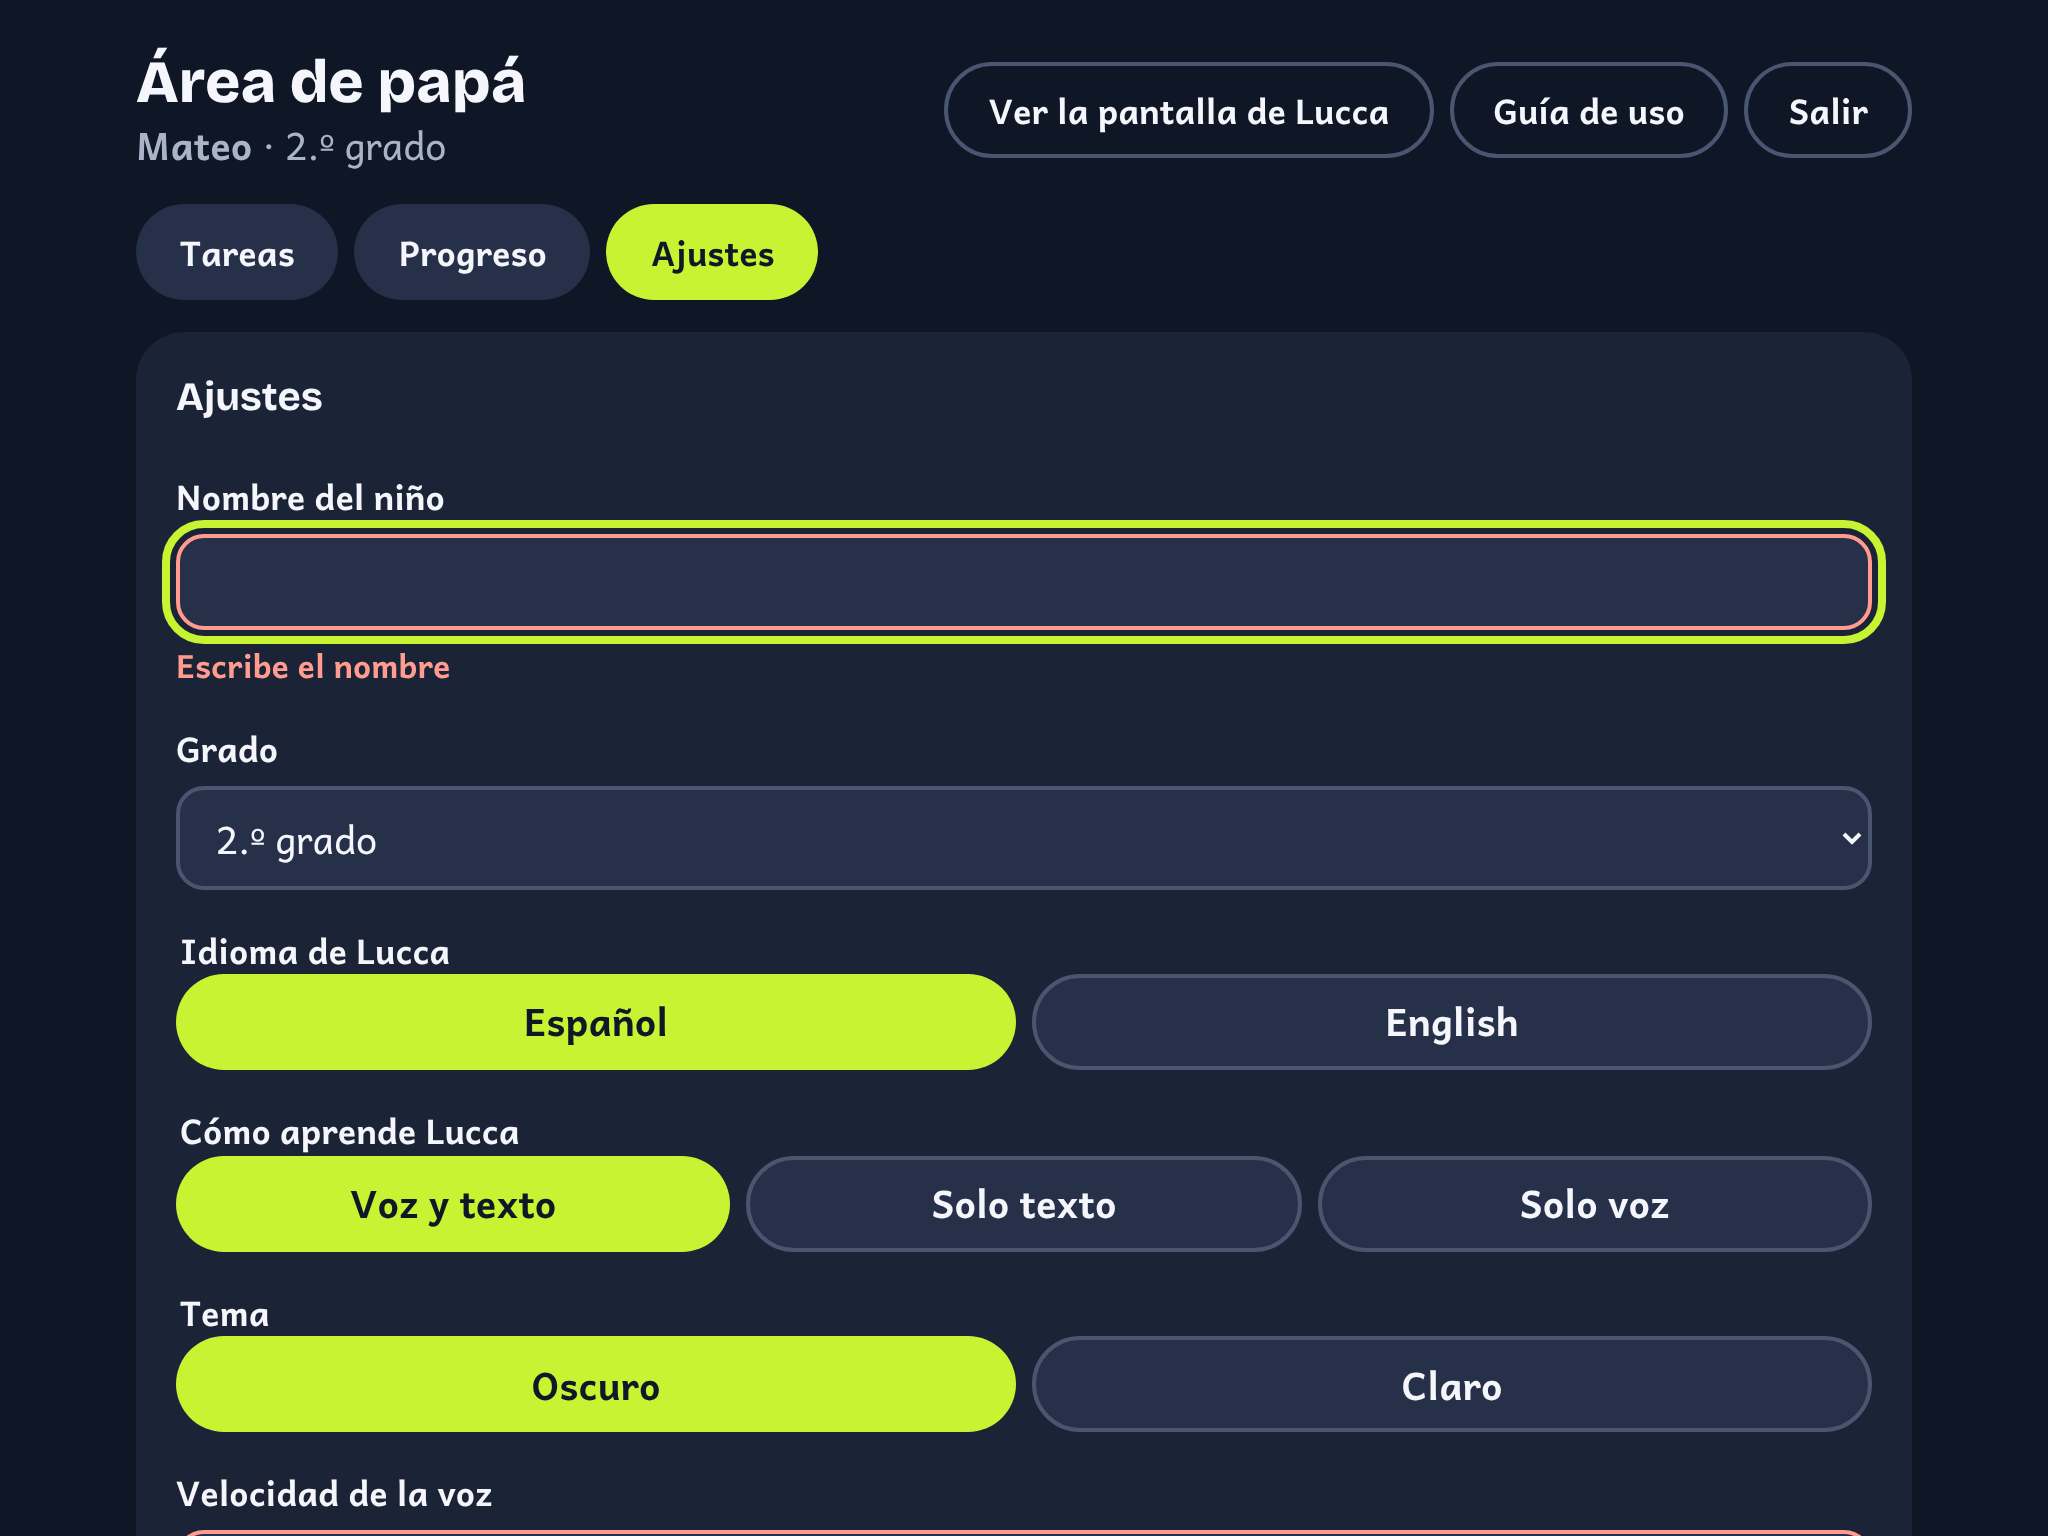 Área de papá
Mateo · 2.º grado
Ver la pantalla de Lucca
Guía de uso
Salir
Tareas
Progreso
Ajustes
Ajustes
Nombre del niño
Escribe el nombre
Grado
2.º grado
Idioma de Lucca
Español
English
Cómo aprende Lucca
Voz y texto
Solo texto
Solo voz
Tema
Oscuro
Claro
Velocidad de la voz